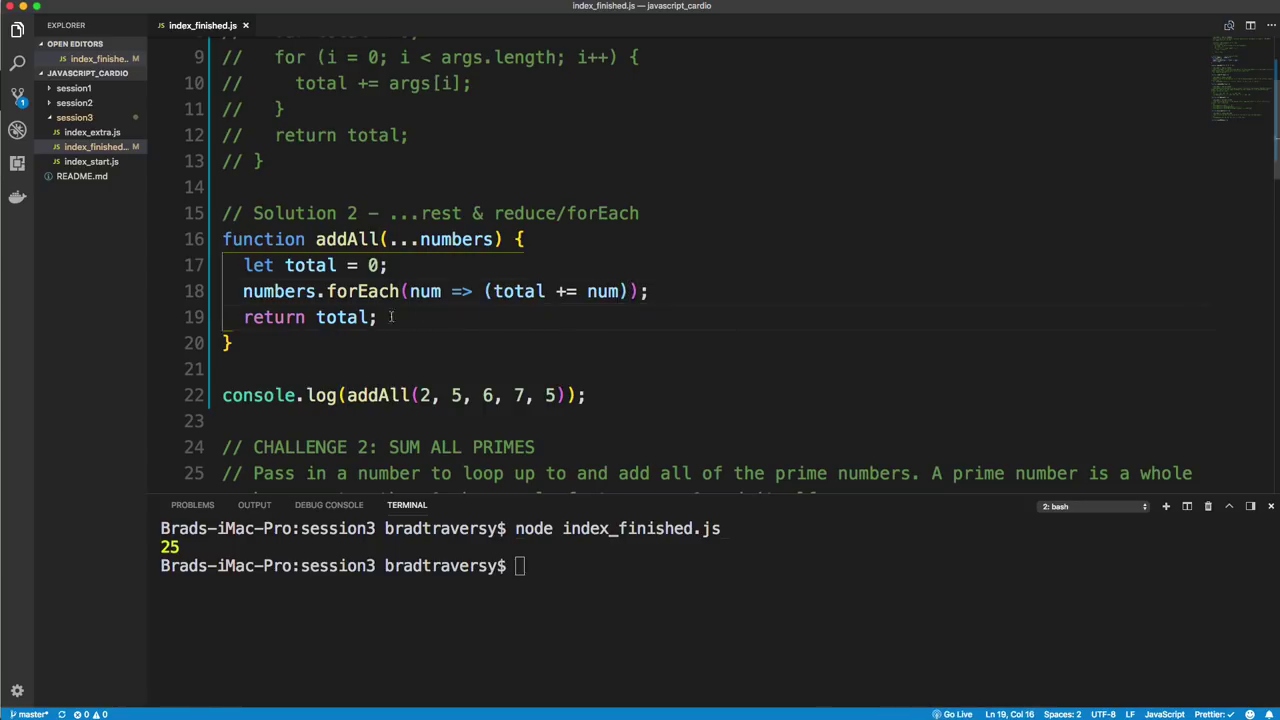 index_finished.js — javascript_cardio
EXPLORER
index_finished.js ×
OPEN EDITORS
index_finishe...
JAVASCRIPT_CARDIO
session1
session2
session3
index_extra.js
index_finished...
index_start.js
README.md
1
9 // for (i = 0; i < args.length; i++) {
10 // total += args[i];
11 // }
12 // return total;
13 // }
14
15 // Solution 2 - ...rest & reduce/forEach
16 function addAll(...numbers) {
17 let total = 0;
18 numbers.forEach(num => (total += num));
19 return total;
20 }
21
22 console.log(addAll(2, 5, 6, 7, 5));
23
24 // CHALLENGE 2: SUM ALL PRIMES
25 // Pass in a number to loop up to and add all of the prime numbers. A prime number is a whole
PROBLEMS OUTPUT DEBUG CONSOLE TERMINAL 2: bash
Brads-iMac-Pro:session3 bradtraversy$ node index_finished.js
25
Brads-iMac-Pro:session3 bradtraversy$
master* 0 0 Go Live Ln 19, Col 16 Spaces: 2 UTF-8 LF JavaScript Prettier: ✓